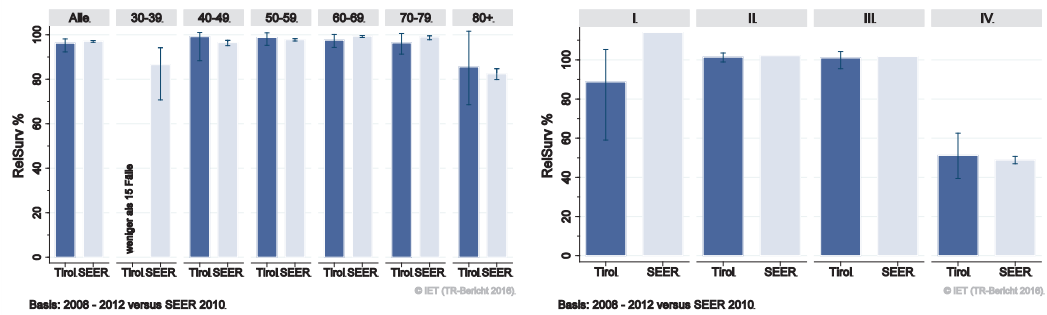 Alle.
30-39.
40-49.
50-59.
60-69.
70-79.
80+.
RelSurv %
100
80
60
40
20
0
weniger als 15 Fälle
Tirol. SEER.
Tirol. SEER.
Tirol. SEER.
Tirol. SEER.
Tirol. SEER.
Tirol. SEER.
Tirol. SEER.
© IET (TR-Bericht 2016).
Basis: 2008 - 2012 versus SEER 2010.
I.
II.
III.
IV.
RelSurv %
100
80
60
40
20
0
Tirol. SEER.
Tirol. SEER.
Tirol. SEER.
Tirol. SEER.
© IET (TR-Bericht 2016).
Basis: 2008 - 2012 versus SEER 2010.